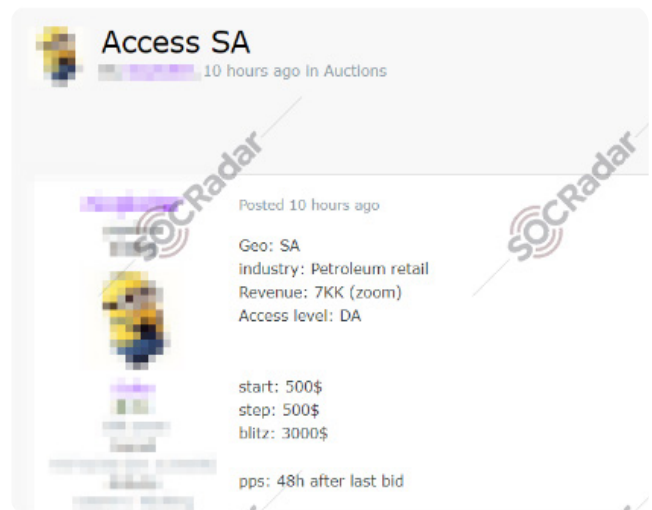 Access SA
10 hours ago in Auctions
SOCRadar
SOCRadar
Posted 10 hours ago
Geo: SA
industry: Petroleum retail
Revenue: 7KK (zoom)
Access level: DA
start: 500$
step: 500$
blitz: 3000$
pps: 48h after last bid